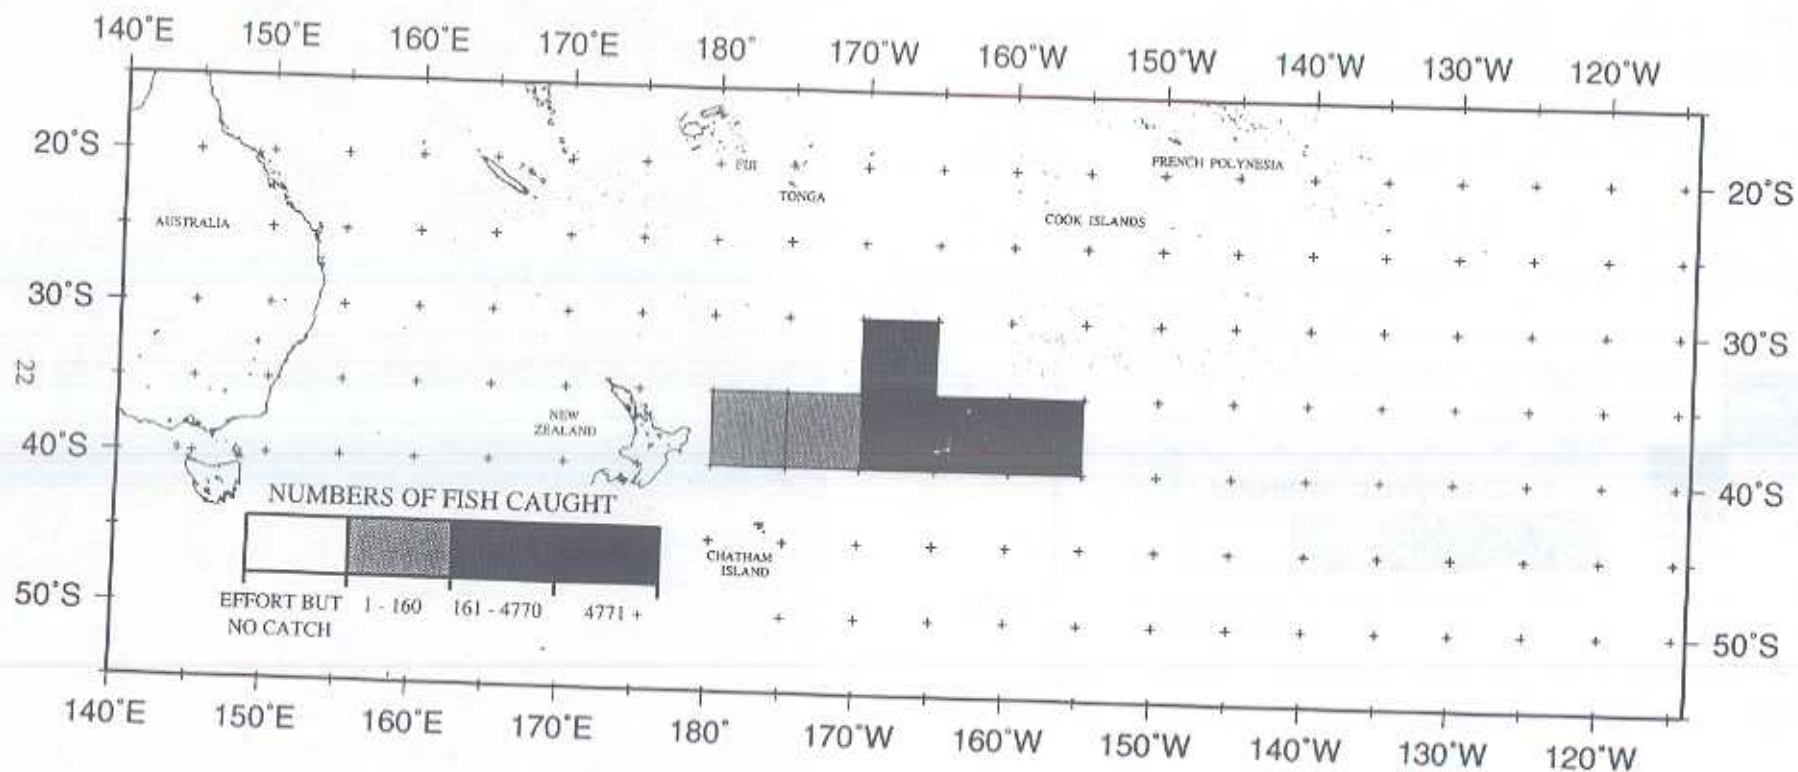 140°E 150°E 160°E 170°E 180° 170°W 160°W 150°W 140°W 130°W 120°W
20°S
FIJI
FRENCH POLYNESIA
20°S
TONGA
AUSTRALIA
COOK ISLANDS
30°S
30°S
22
NEW
ZEALAND
40°S
40°S
NUMBERS OF FISH CAUGHT
CHATHAM
ISLAND
50°S
EFFORT BUT
NO CATCH
1 - 160 161 - 4770 4771 +
50°S
140°E 150°E 160°E 170°E 180° 170°W 160°W 150°W 140°W 130°W 120°W